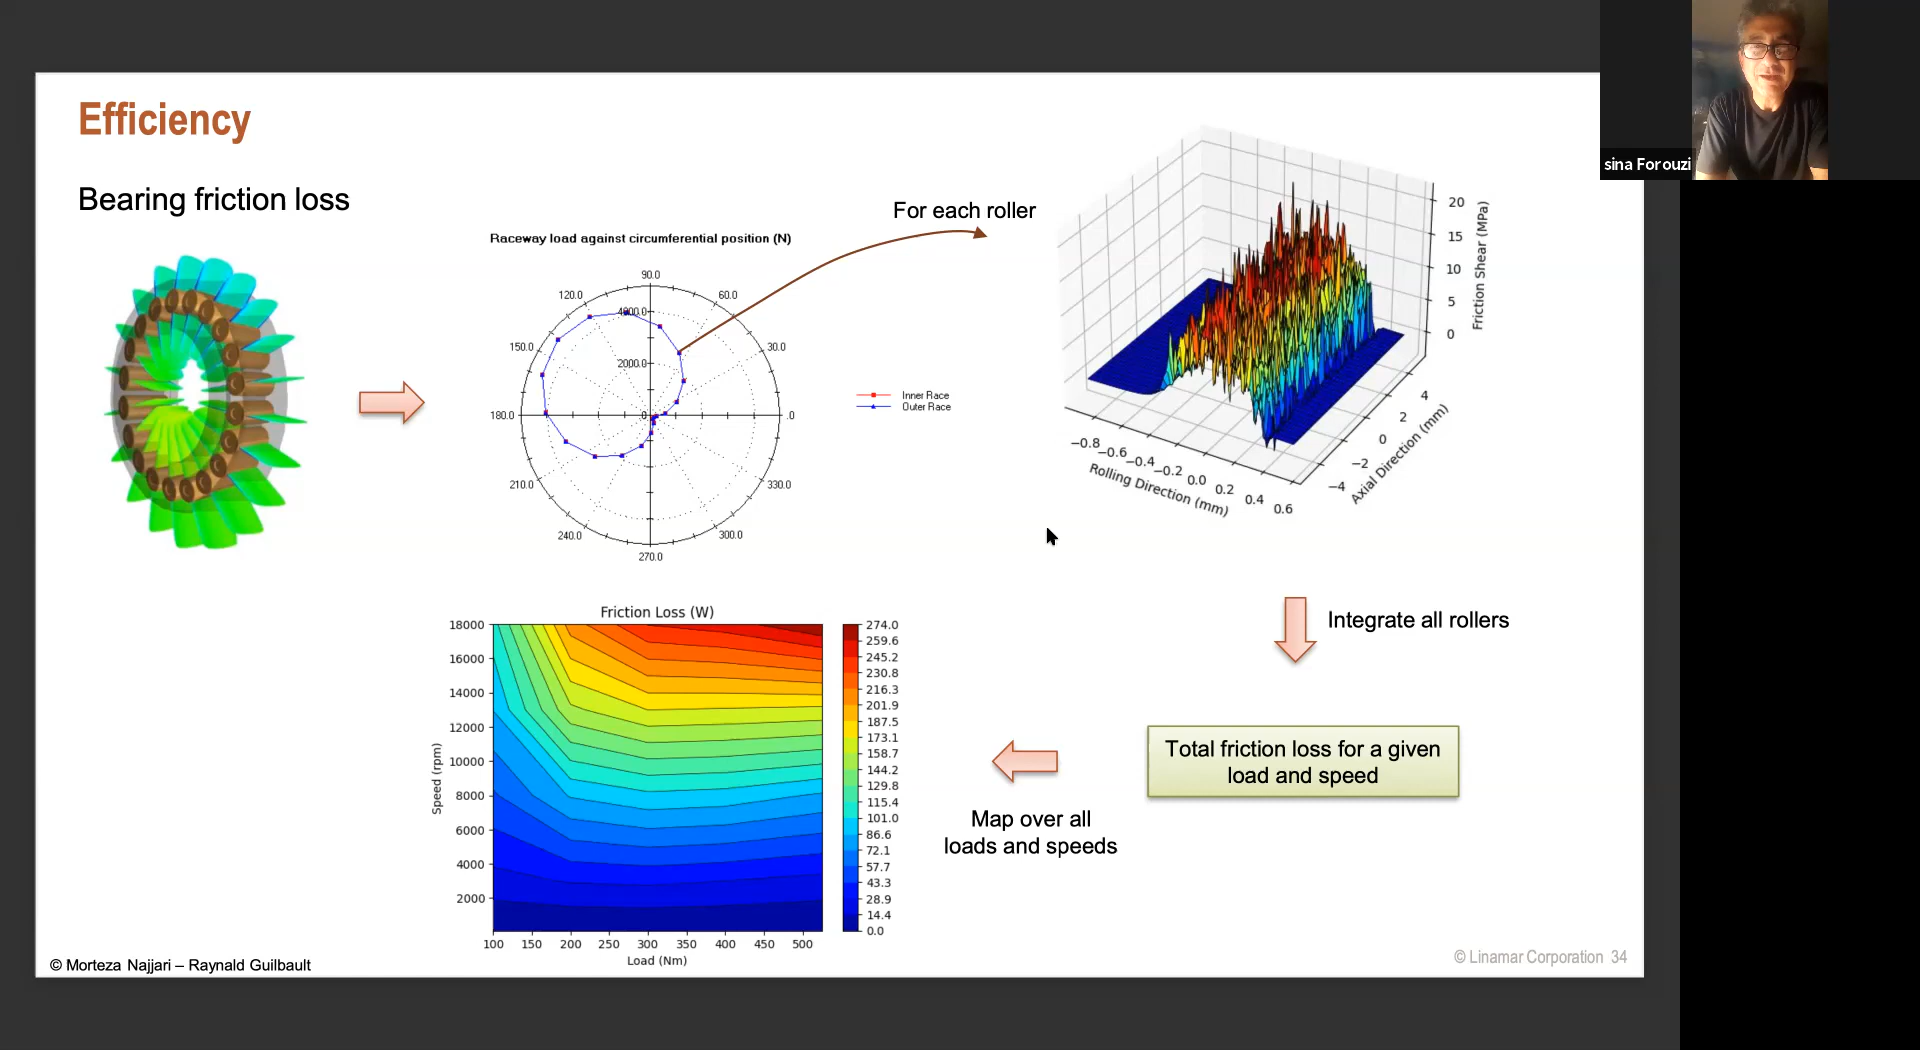 sina Forouzi
Efficiency
Bearing friction loss
Raceway load against circumferential position (N)
90.0
120.0
60.0
4000.0
150.0
30.0
2000.0
180.0
0
.0
210.0
330.0
240.0
300.0
270.0
Inner Race
Outer Race
For each roller
20
15
10
5
0
Friction Shear (MPa)
4
2
0
−2
−4
Axial Direction (mm)
−0.8
−0.6
−0.4
−0.2
0.0
0.2
0.4
0.6
Rolling Direction (mm)
Integrate all rollers
Total friction loss for a given
load and speed
Map over all
loads and speeds
Friction Loss (W)
18000
16000
14000
12000
10000
8000
6000
4000
2000
Speed (rpm)
100 150 200 250 300 350 400 450 500
Load (Nm)
274.0
259.6
245.2
230.8
216.3
201.9
187.5
173.1
158.7
144.2
129.8
115.4
101.0
86.6
72.1
57.7
43.3
28.9
14.4
0.0
© Morteza Najjari – Raynald Guilbault
© Linamar Corporation 34